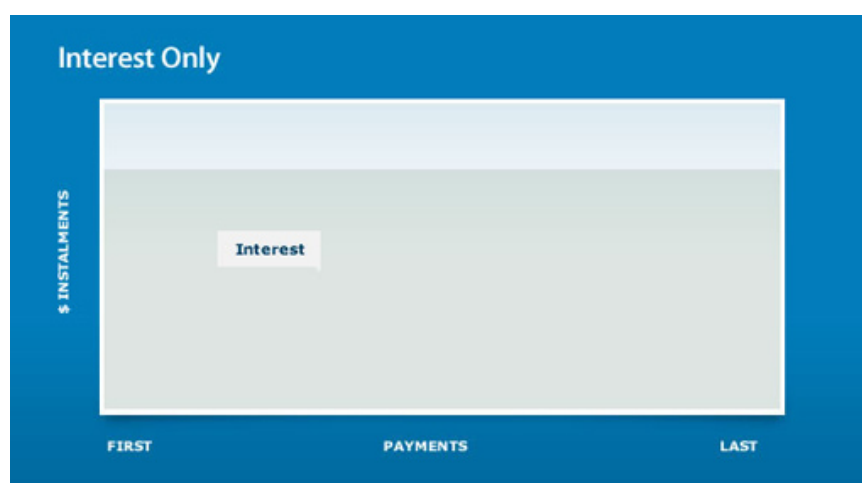 Interest Only
$ INSTALMENTS
Interest
FIRST
PAYMENTS
LAST